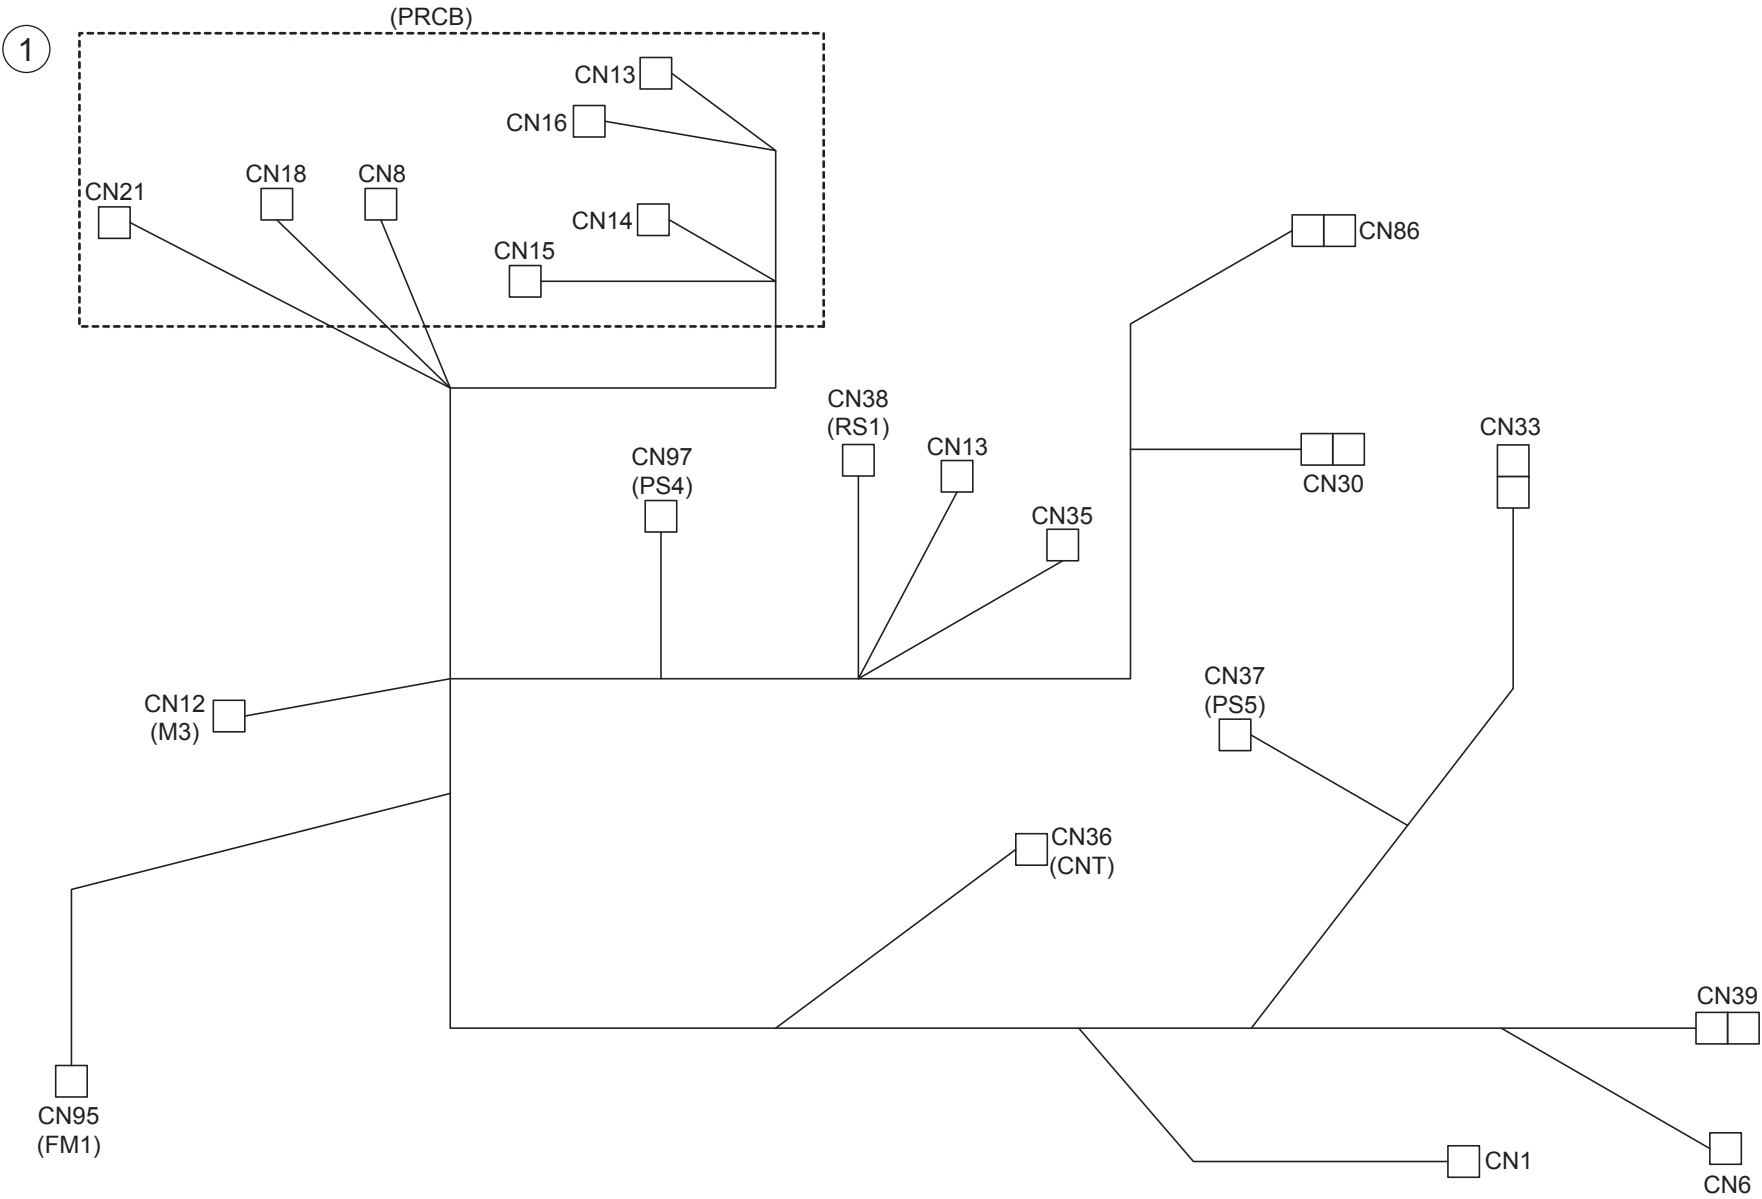 (PRCB)
1
CN13
CN16
CN18
CN8
CN21
CN14
CN15
CN86
CN38
(RS1)
CN33
CN13
CN97
(PS4)
CN30
CN35
CN37
(PS5)
CN12
(M3)
CN36
(CNT)
CN39
CN95
(FM1)
CN1
CN6